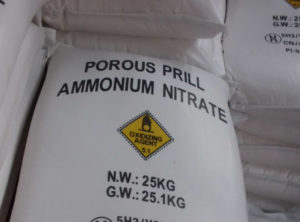 POROUS PRILL
AMMONIUM NITRATE
OXIDIZING
AGENT
5.1
N.W.: 25KG
G.W.: 25.1KG
N.W.:
G.W.: